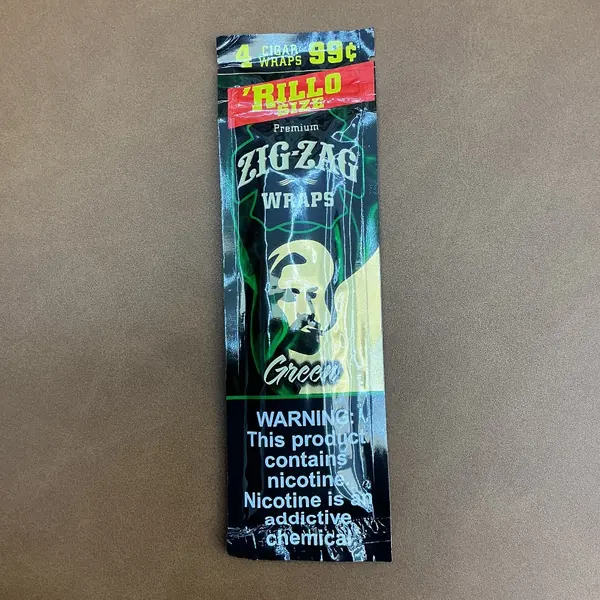 4 CIGAR WRAPS 99¢
'RILLO
SIZE
Premium
ZIG-ZAG
WRAPS
Green
WARNING:
This product
contains
nicotine.
Nicotine is an
addictive
chemical.